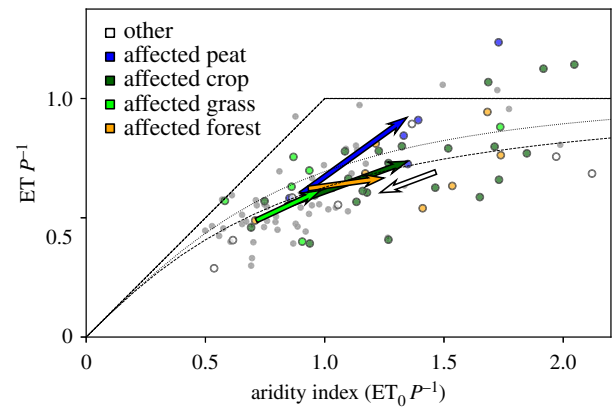 other
affected peat
affected crop
affected grass
affected forest
1.0
0.5
0
ET P⁻¹
0 0.5 1.0 1.5 2.0
aridity index (ET₀ P⁻¹)